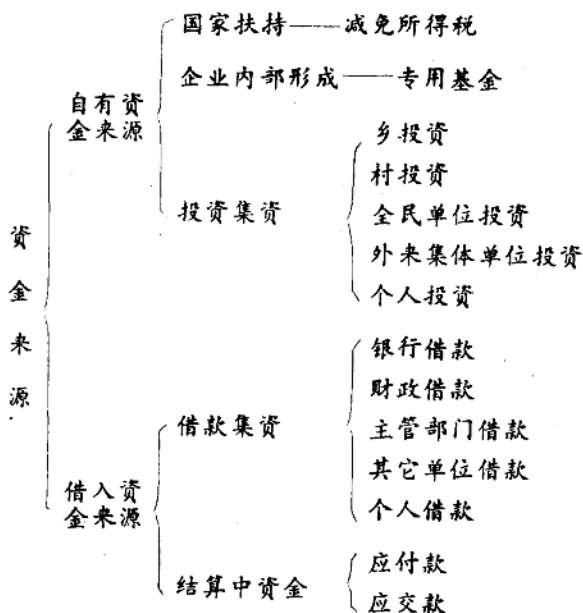 资金来源
自有资金来源
国家扶持——减免所得税
企业内部形成——专用基金
投资集资
乡投资
村投资
全民单位投资
外来集体单位投资
个人投资
借入资金来源
借款集资
银行借款
财政借款
主管部门借款
其它单位借款
个人借款
结算中资金
应付款
应交款